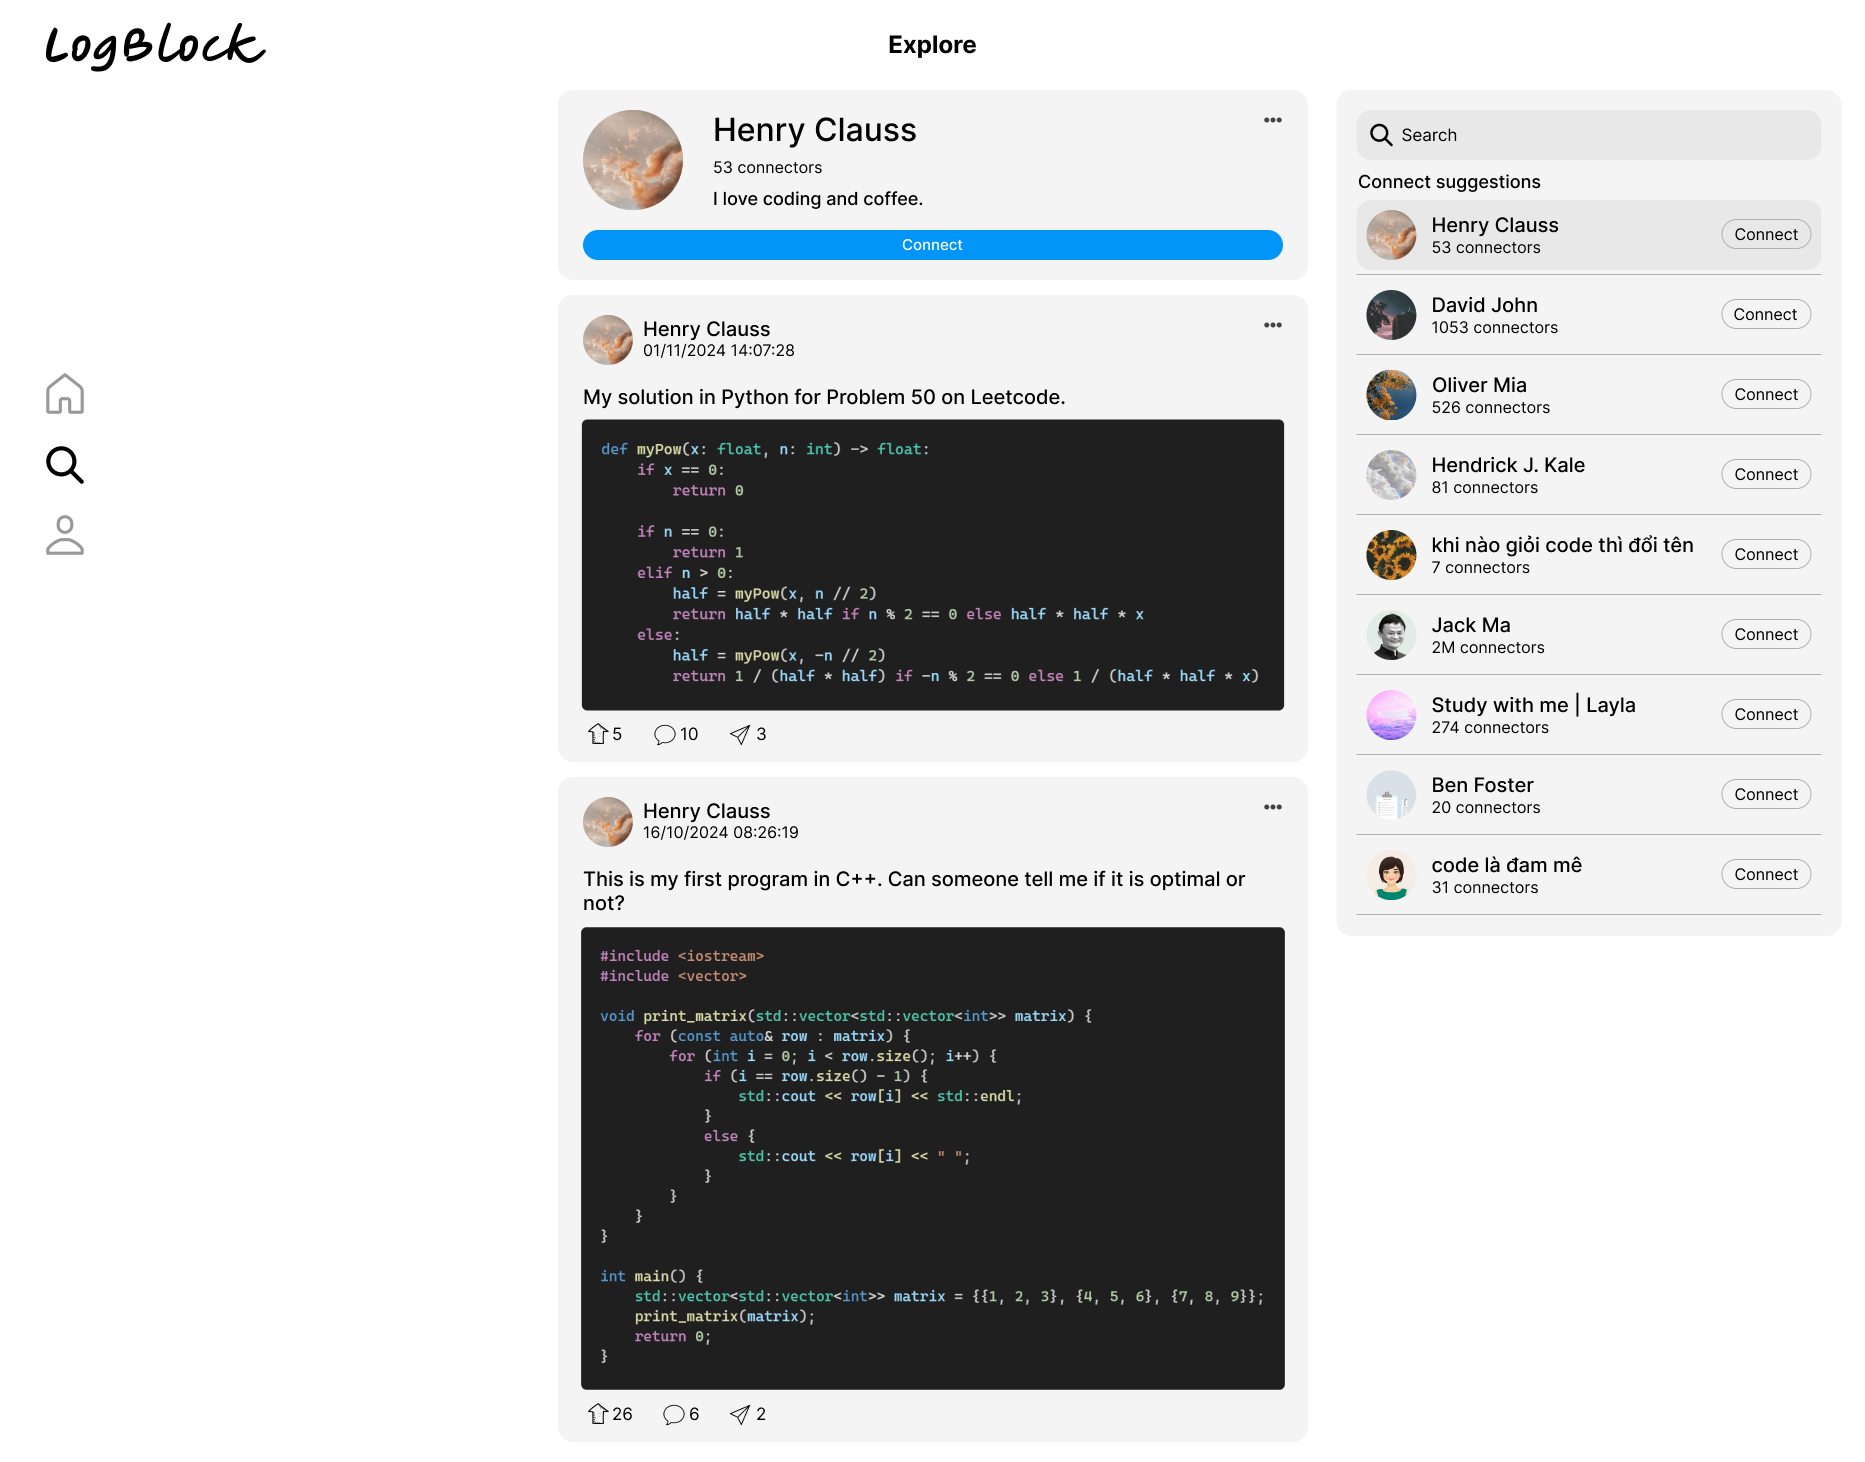 LogBlock
Explore
Henry Clauss
53 connectors
I love coding and coffee.
Connect
Henry Clauss
01/11/2024 14:07:28
My solution in Python for Problem 50 on Leetcode.
def myPow(x: float, n: int) -> float:
    if x == 0:
        return 0

    if n == 0:
        return 1
    elif n > 0:
        half = myPow(x, n // 2)
        return half * half if n % 2 == 0 else half * half * x
    else:
        half = myPow(x, -n // 2)
        return 1 / (half * half) if -n % 2 == 0 else 1 / (half * half * x)
5 10 3
Henry Clauss
16/10/2024 08:26:19
This is my first program in C++. Can someone tell me if it is optimal or
not?
#include <iostream>
#include <vector>

void print_matrix(std::vector<std::vector<int>> matrix) {
    for (const auto& row : matrix) {
        for (int i = 0; i < row.size(); i++) {
            if (i == row.size() - 1) {
                std::cout << row[i] << std::endl;
            }
            else {
                std::cout << row[i] << " ";
            }
        }
    }
}

int main() {
    std::vector<std::vector<int>> matrix = {{1, 2, 3}, {4, 5, 6}, {7, 8, 9}};
    print_matrix(matrix);
    return 0;
}
26 6 2
Search
Connect suggestions
Henry Clauss
53 connectors
Connect
David John
1053 connectors
Connect
Oliver Mia
526 connectors
Connect
Hendrick J. Kale
81 connectors
Connect
khi nào giỏi code thì đổi tên
7 connectors
Connect
Jack Ma
2M connectors
Connect
Study with me | Layla
274 connectors
Connect
Ben Foster
20 connectors
Connect
code là đam mê
31 connectors
Connect